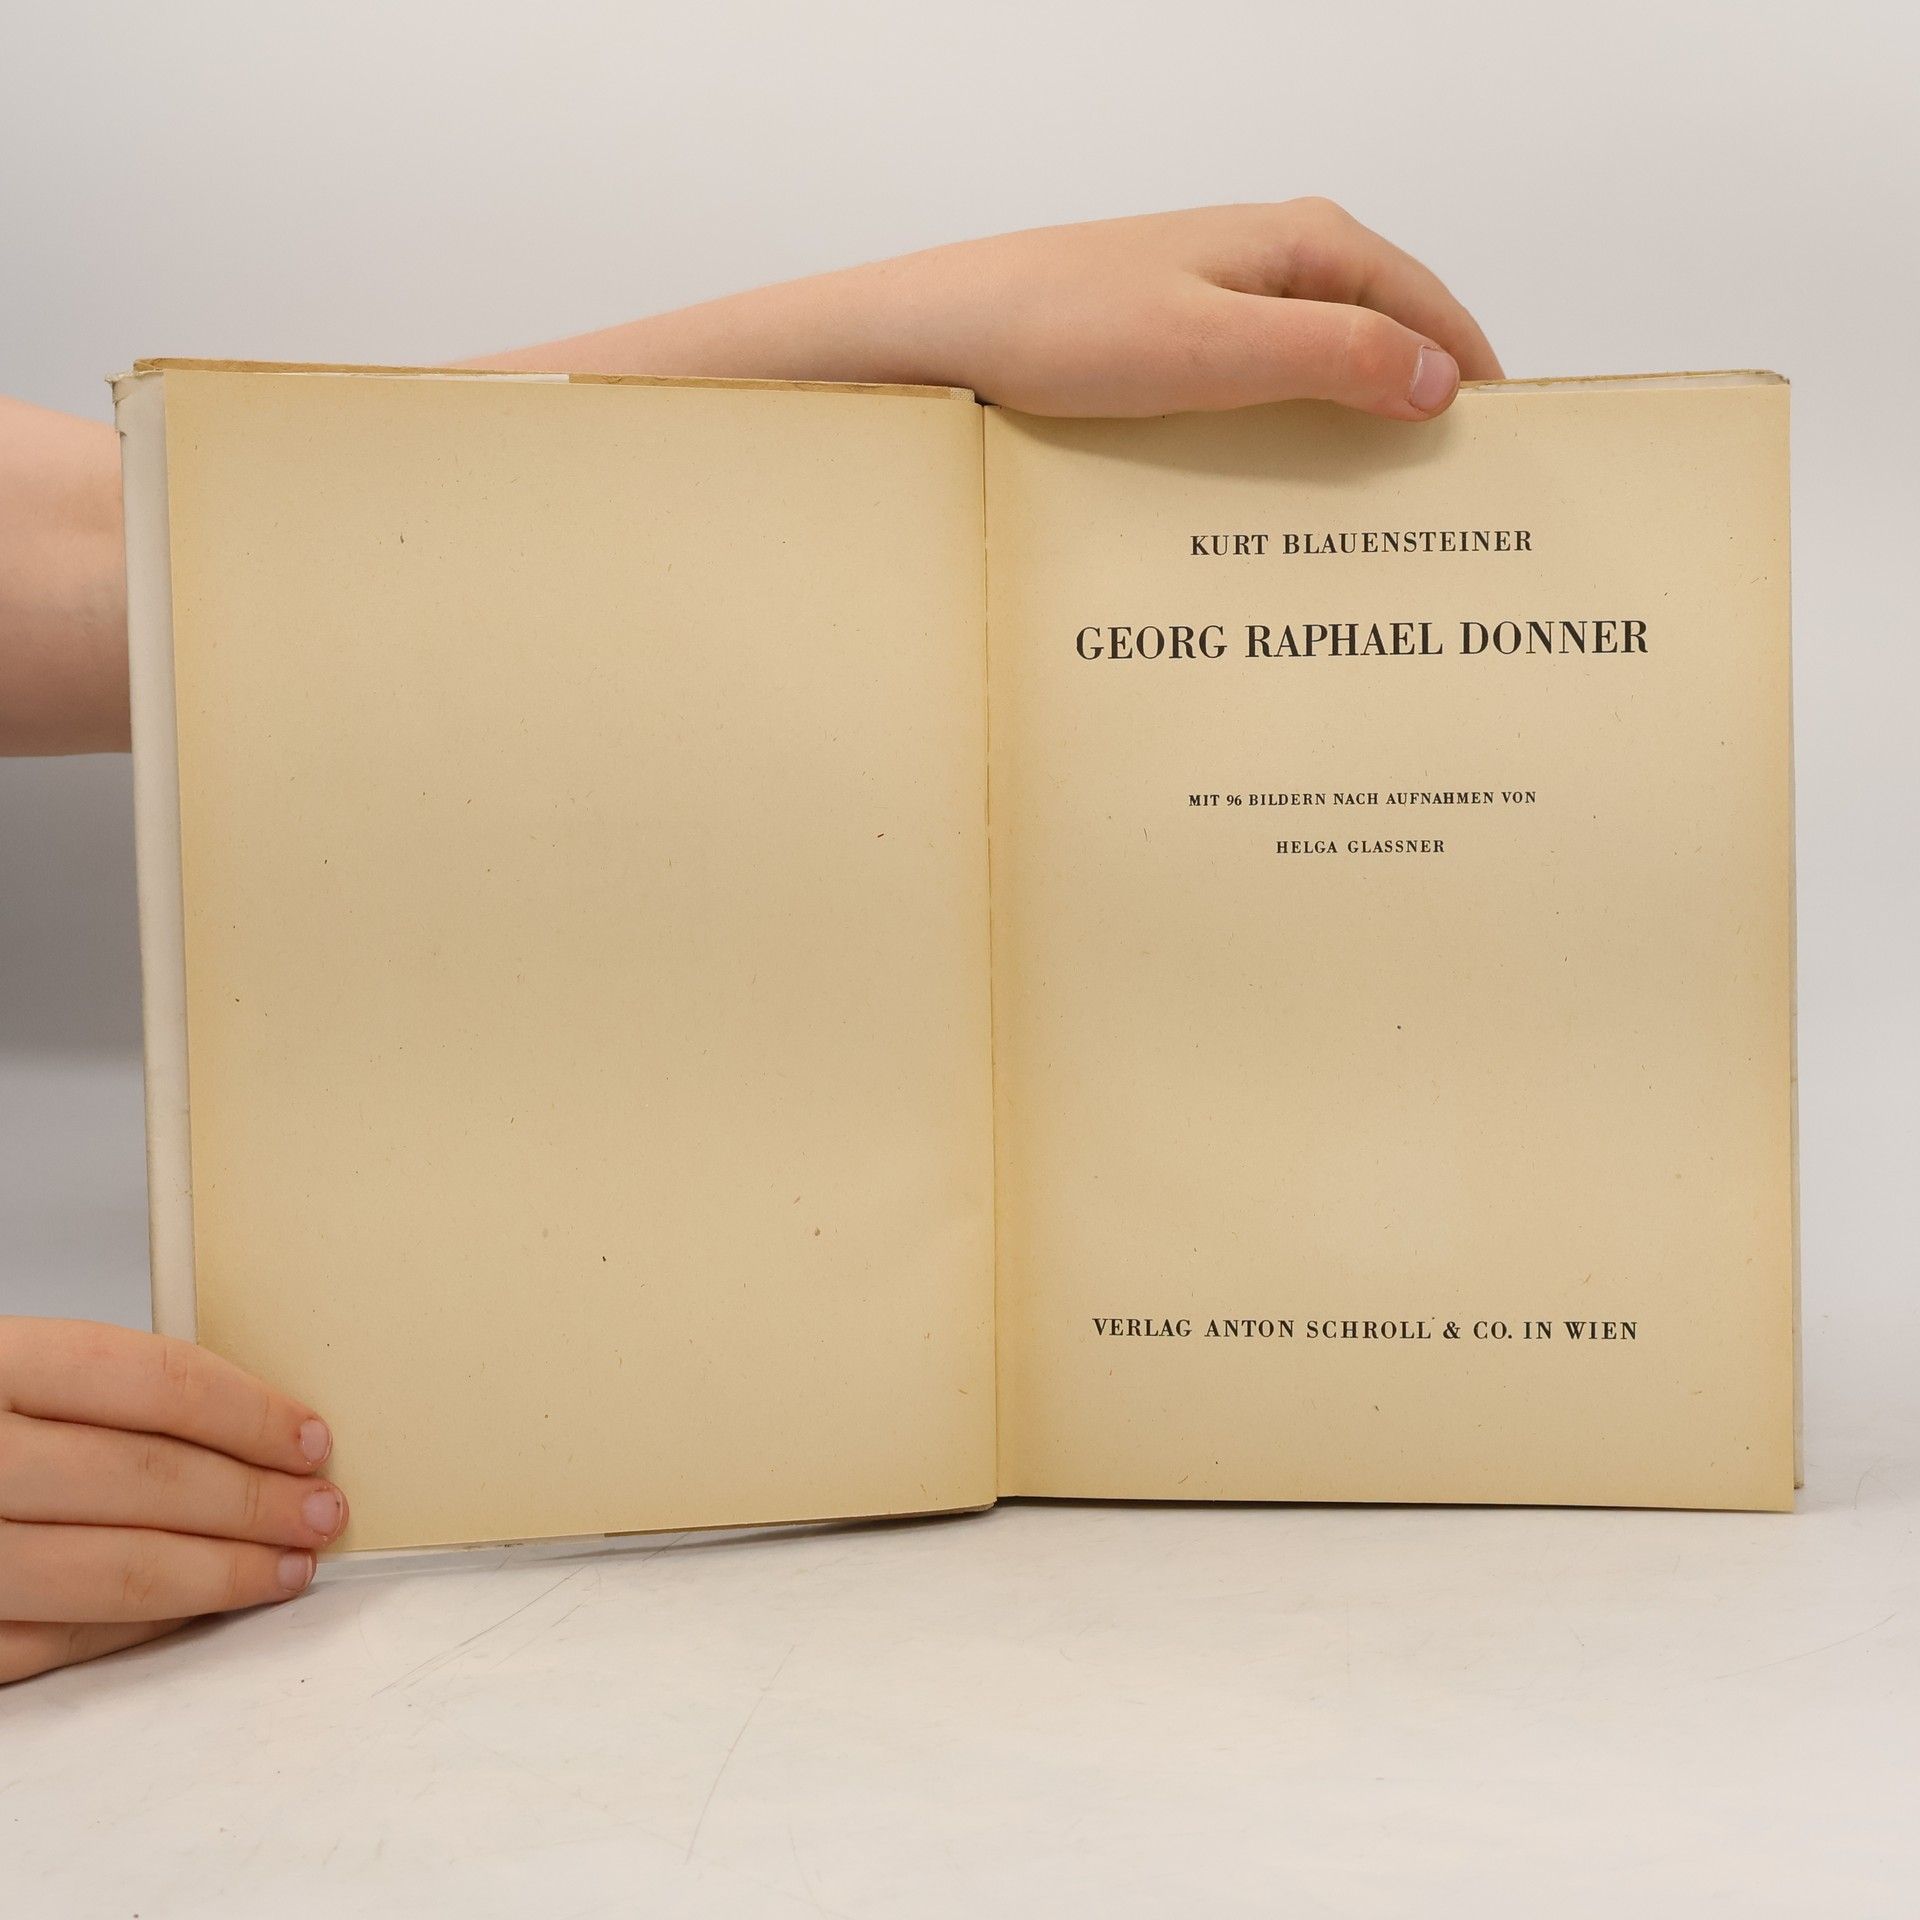 KURT BLAUENSTEINER
GEORG RAPHAEL DONNER
MIT 96 BILDERN NACH AUFNAHMEN VON
HELGA GLASSNER
VERLAG ANTON SCHROLL & CO. IN WIEN